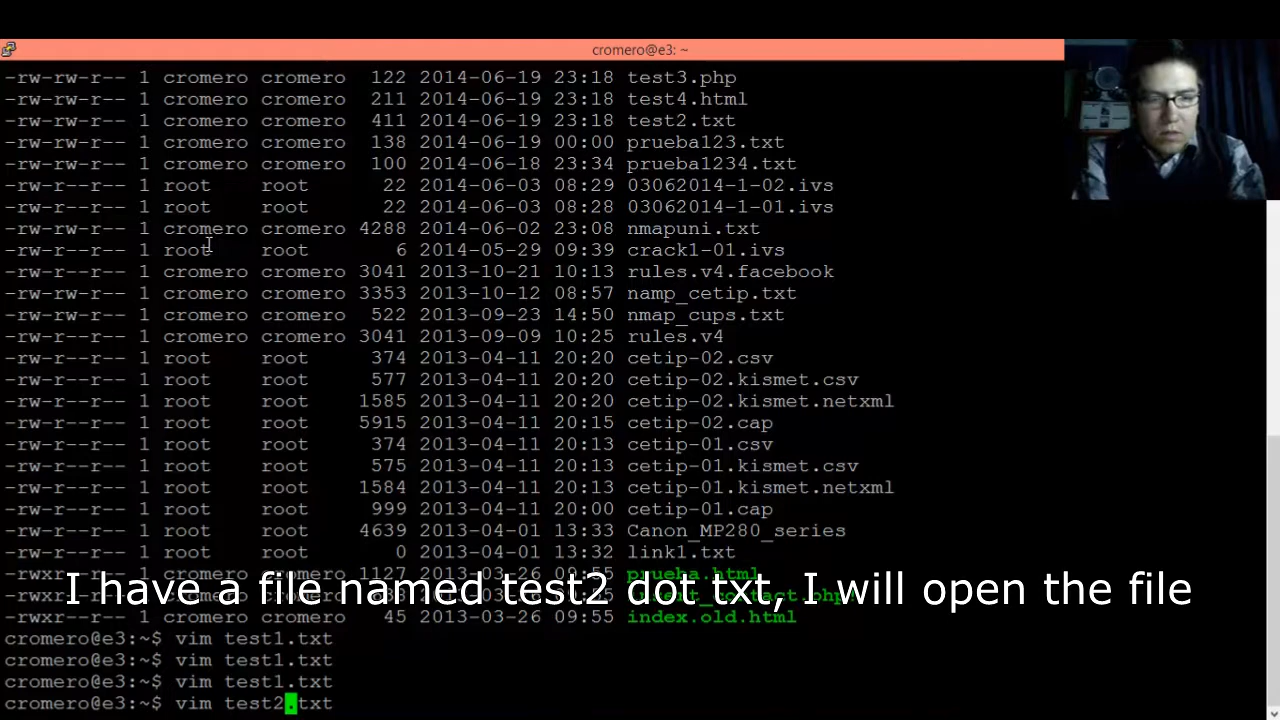 cromero@e3: ~
-rw-rw-r-- 1 cromero cromero 122 2014-06-19 23:18 test3.php
-rw-rw-r-- 1 cromero cromero 211 2014-06-19 23:18 test4.html
-rw-rw-r-- 1 cromero cromero 411 2014-06-19 23:18 test2.txt
-rw-rw-r-- 1 cromero cromero 138 2014-06-19 00:00 prueba123.txt
-rw-rw-r-- 1 cromero cromero 100 2014-06-18 23:34 prueba1234.txt
-rw-r--r-- 1 root root 22 2014-06-03 08:29 03062014-1-02.ivs
-rw-r--r-- 1 root root 22 2014-06-03 08:28 03062014-1-01.ivs
-rw-rw-r-- 1 cromero cromero 4288 2014-06-02 23:08 nmapuni.txt
-rw-r--r-- 1 root root 6 2014-05-29 09:39 crack1-01.ivs
-rw-rw-r-- 1 cromero cromero 3041 2013-10-21 10:13 rules.v4.facebook
-rw-rw-r-- 1 cromero cromero 3353 2013-10-12 08:57 namp_cetip.txt
-rw-rw-r-- 1 cromero cromero 522 2013-09-23 14:50 nmap_cups.txt
-rw-rw-r-- 1 cromero cromero 3041 2013-09-09 10:25 rules.v4
-rw-r--r-- 1 root root 374 2013-04-11 20:20 cetip-02.csv
-rw-r--r-- 1 root root 577 2013-04-11 20:20 cetip-02.kismet.csv
-rw-r--r-- 1 root root 1585 2013-04-11 20:20 cetip-02.kismet.netxml
-rw-r--r-- 1 root root 5915 2013-04-11 20:15 cetip-02.cap
-rw-r--r-- 1 root root 374 2013-04-11 20:13 cetip-01.csv
-rw-r--r-- 1 root root 575 2013-04-11 20:13 cetip-01.kismet.csv
-rw-r--r-- 1 root root 1584 2013-04-11 20:13 cetip-01.kismet.netxml
-rw-r--r-- 1 root root 999 2013-04-11 20:00 cetip-01.cap
-rw-r--r-- 1 root root 4639 2013-04-01 13:33 Canon_MP280_series
-rw-r--r-- 1 root root 0 2013-04-01 13:32 link1.txt
-rwxr--r-- 1 cromero cromero 1127 2013-03-26 09:55 prueba.html
I have a file named test2 dot txt, I will open the file
-rwxr--r-- 1 cromero cromero 45 2013-03-26 09:55 index.old.html
cromero@e3:~$ vim test1.txt
cromero@e3:~$ vim test1.txt
cromero@e3:~$ vim test1.txt
cromero@e3:~$ vim test2.txt